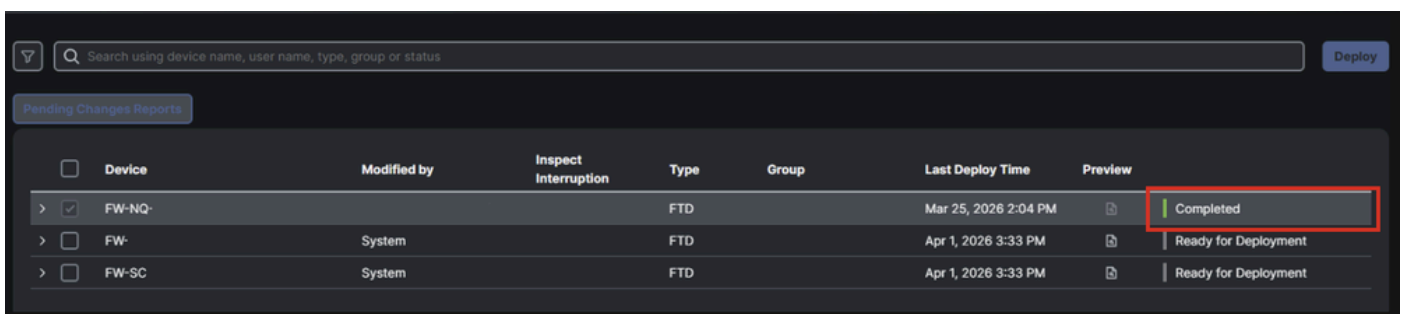 Search using device name, user name, type, group or status
Deploy
Pending Changes Reports
Device Modified by Inspect Interruption Type Group Last Deploy Time Preview
FW-NQ- FTD Mar 25, 2026 2:04 PM Completed
FW- System FTD Apr 1, 2026 3:33 PM Ready for Deployment
FW-SC System FTD Apr 1, 2026 3:33 PM Ready for Deployment